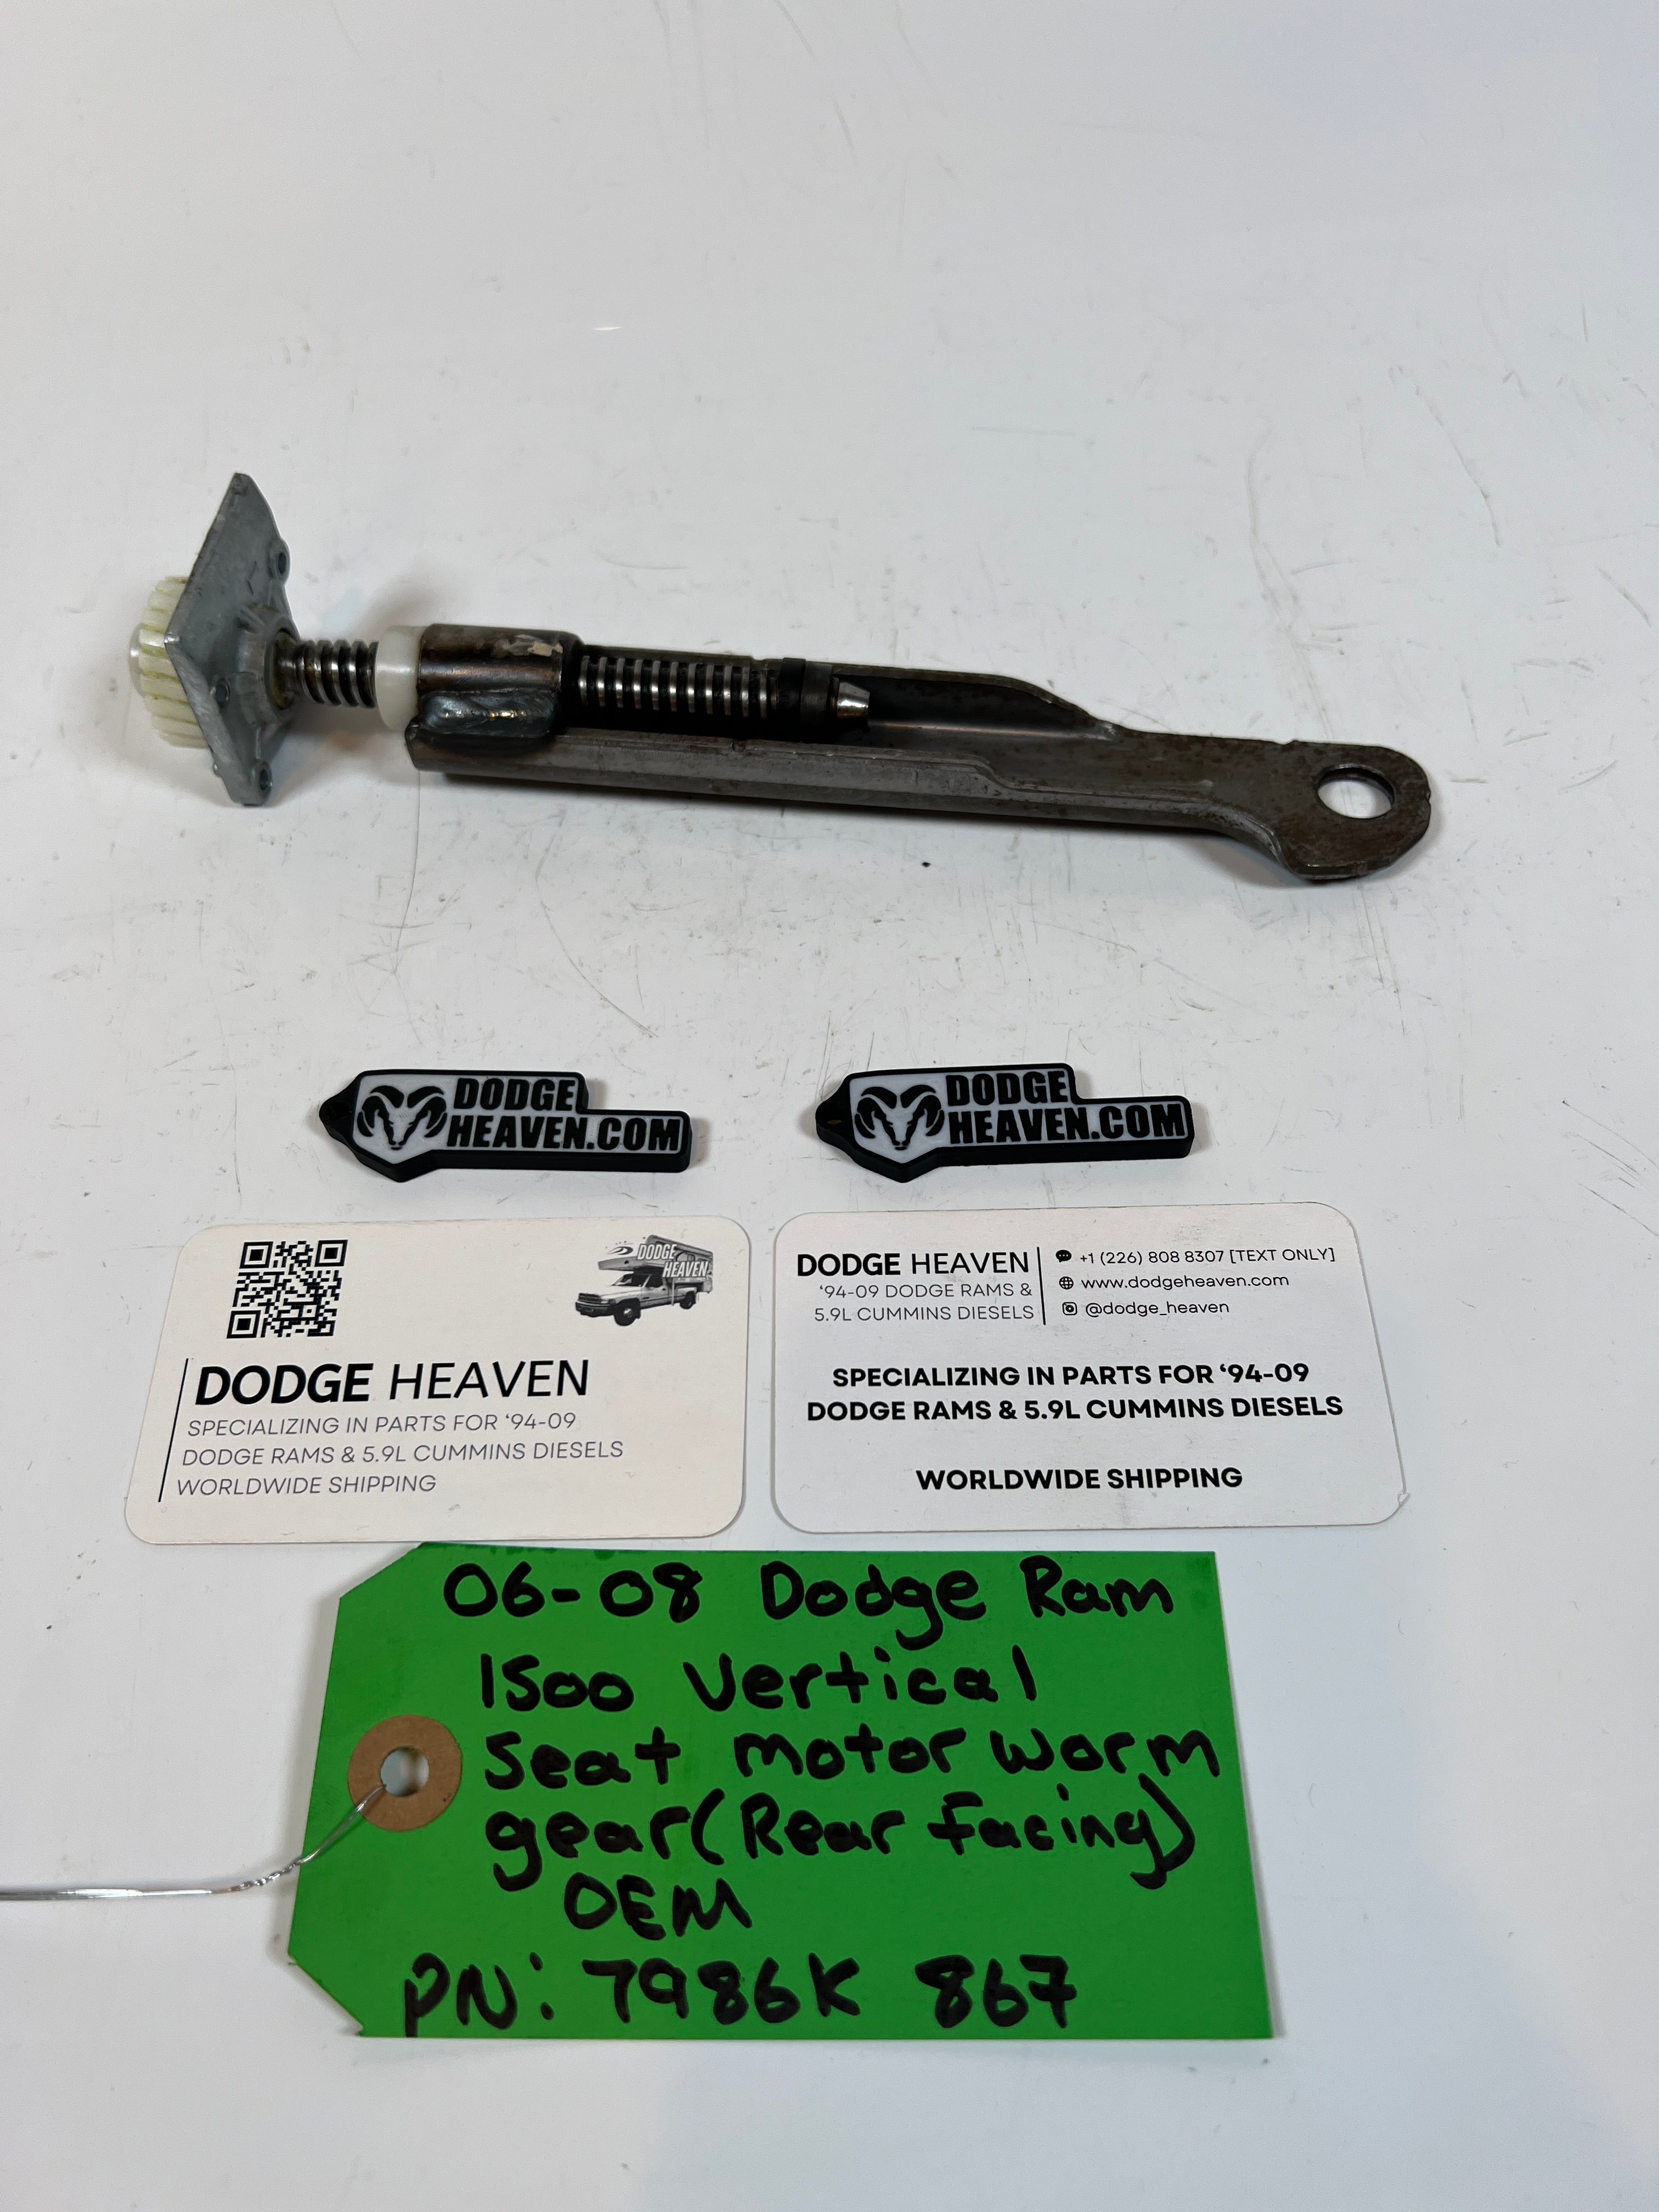 DODGE
HEAVEN.COM
DODGE
HEAVEN.COM
DODGE
HEAVEN
DODGE HEAVEN
SPECIALIZING IN PARTS FOR ‘94-09
DODGE RAMS & 5.9L CUMMINS DIESELS
WORLDWIDE SHIPPING
DODGE HEAVEN
‘94-09 DODGE RAMS &
5.9L CUMMINS DIESELS
+1 (226) 808 8307 [TEXT ONLY]
www.dodgeheaven.com
@dodge_heaven
SPECIALIZING IN PARTS FOR ‘94-09
DODGE RAMS & 5.9L CUMMINS DIESELS
WORLDWIDE SHIPPING
06-08 Dodge Ram
1500 Vertical
Seat motor worm
gear(Rear facing)
OEM
PN: 7986K 867